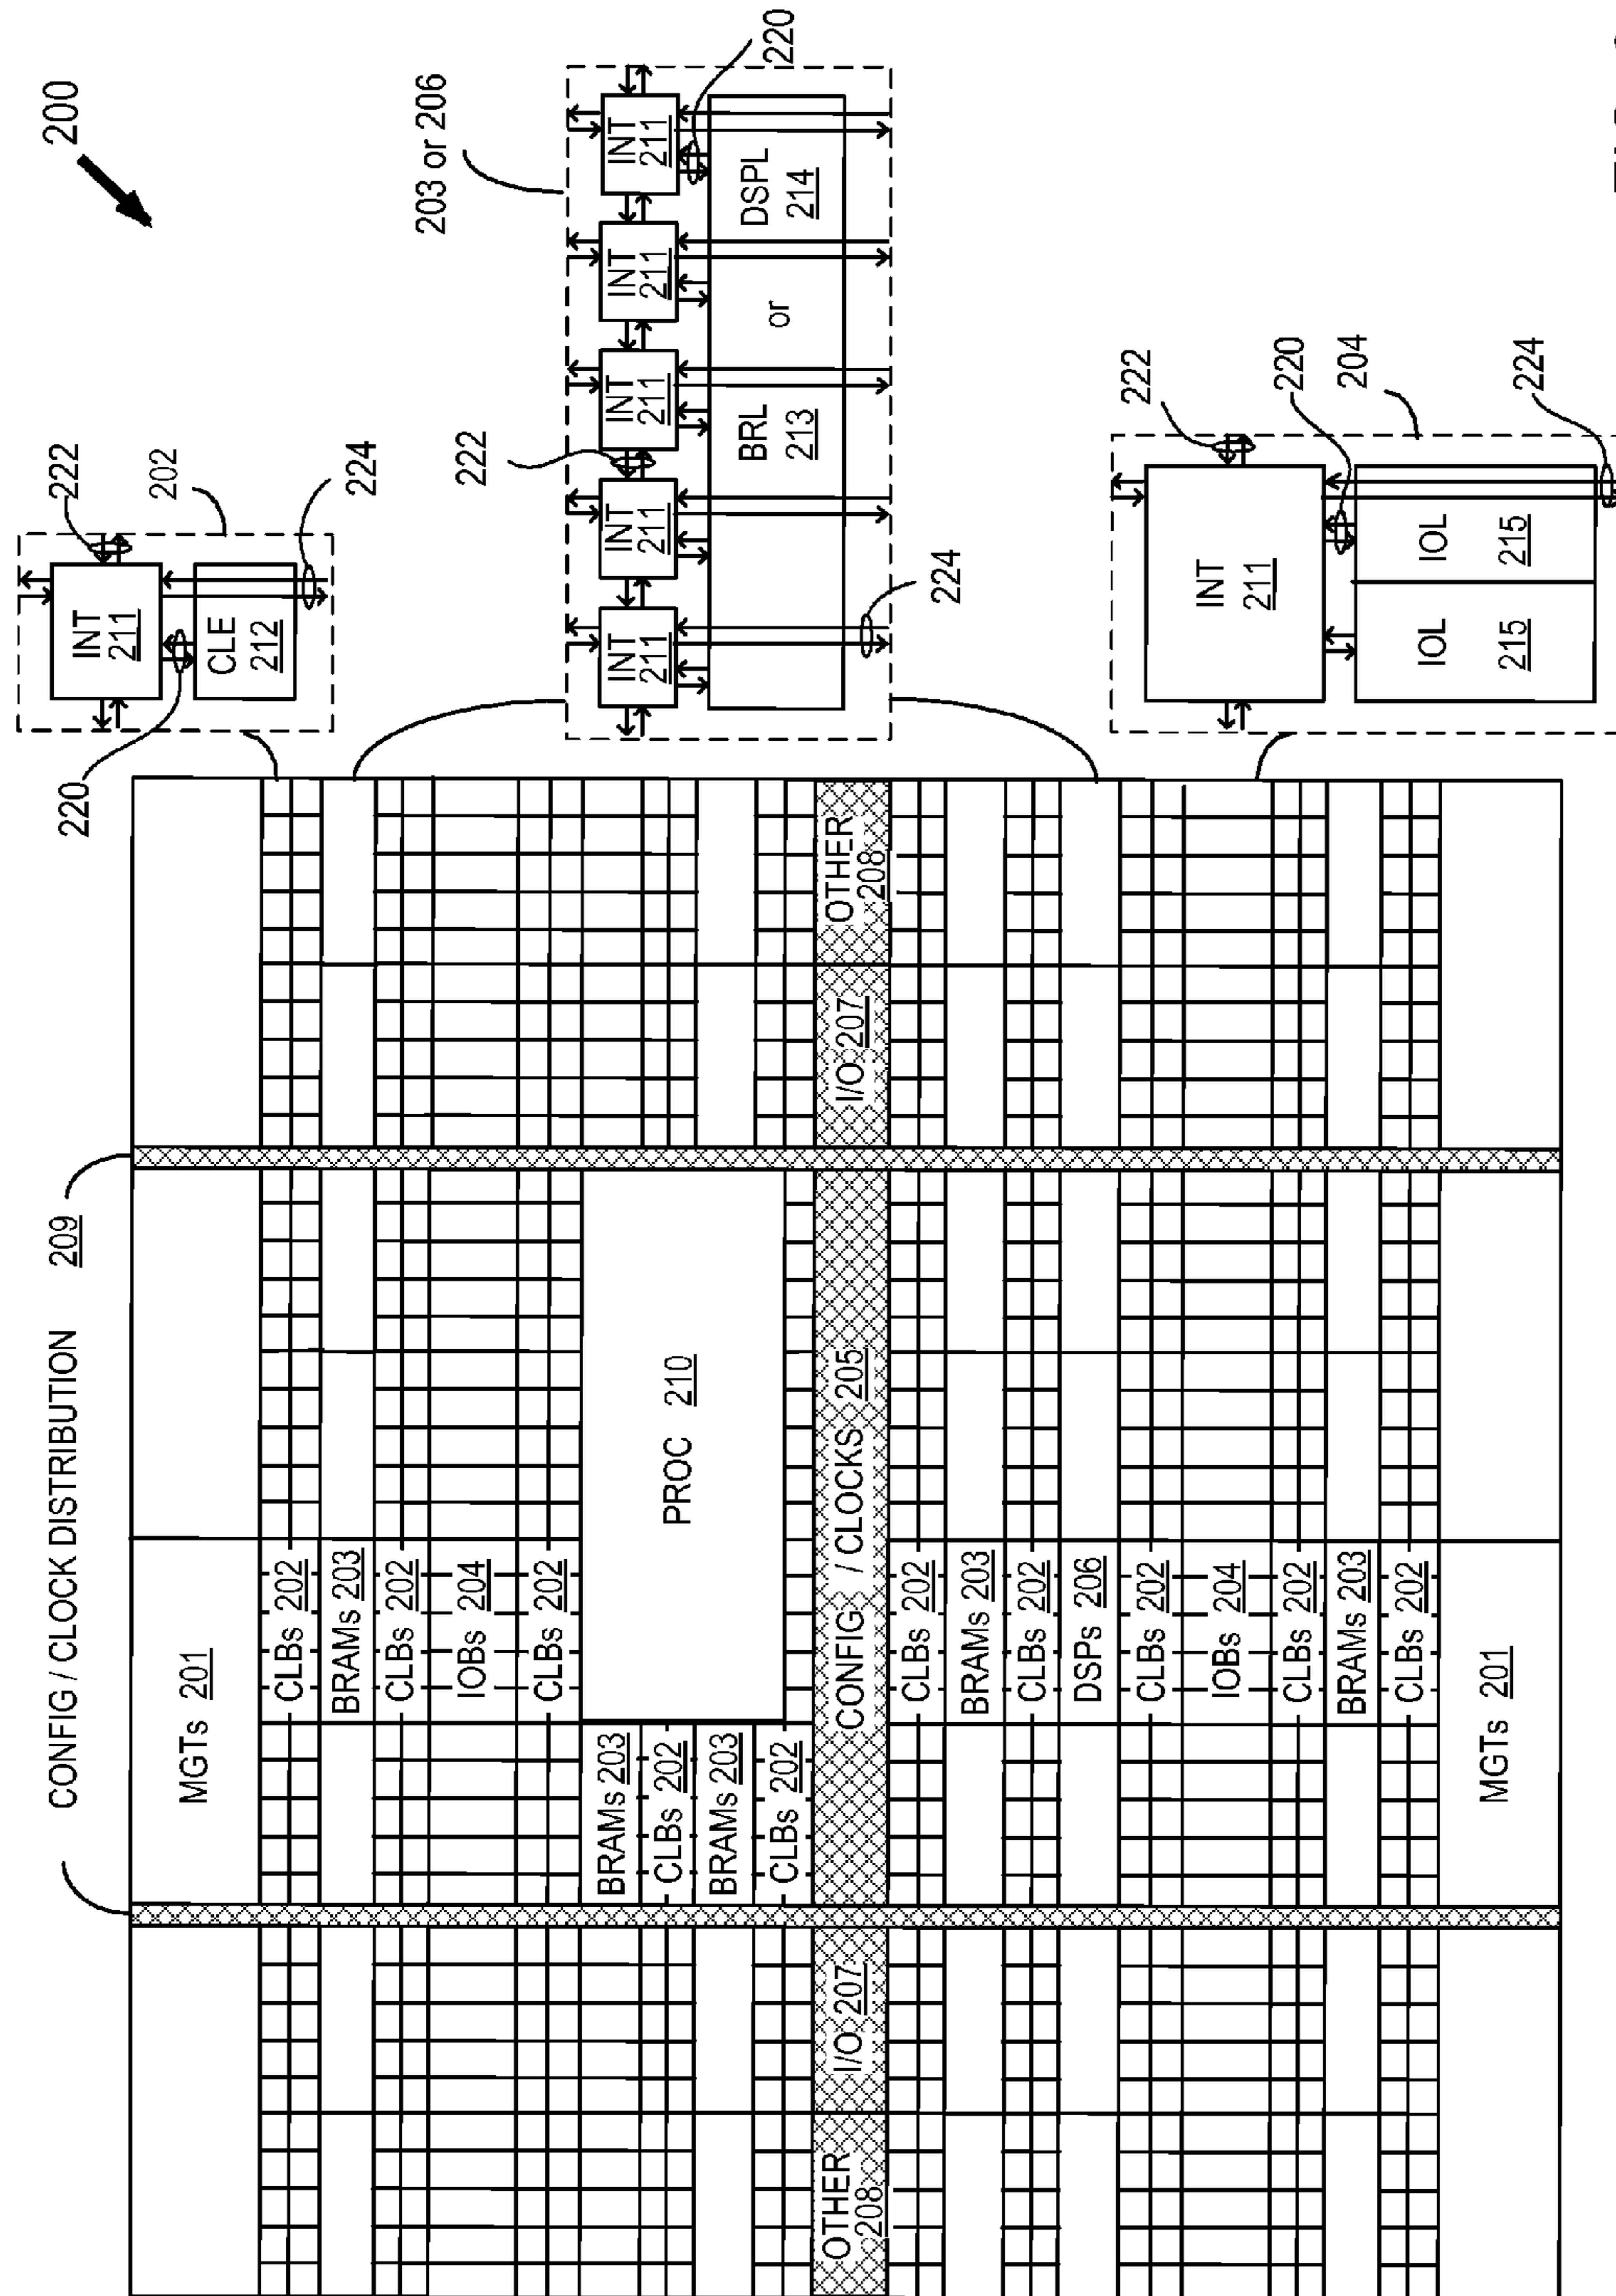 200
CONFIG / CLOCK DISTRIBUTION 209
MGTs 201
CLBs 202
BRAMs 203
CLBs 202
IOBs 204
CLBs 202
BRAMs 203
CLBs 202
BRAMs 203
CLBs 202
PROC 210
OTHER
208
I/O 207
CONFIG / CLOCKS 205
I/O 207
OTHER
208
CLBs 202
BRAMs 203
CLBs 202
DSPs 206
CLBs 202
IOBs 204
CLBs 202
BRAMs 203
CLBs 202
MGTs 201
220
222
202
224
INT
211
CLE
212
203 or 206
222
220
224
INT
211
INT
211
INT
211
INT
211
INT
211
BRL
213
or
DSPL
214
222
220
204
224
INT
211
IOL
215
IOL
215